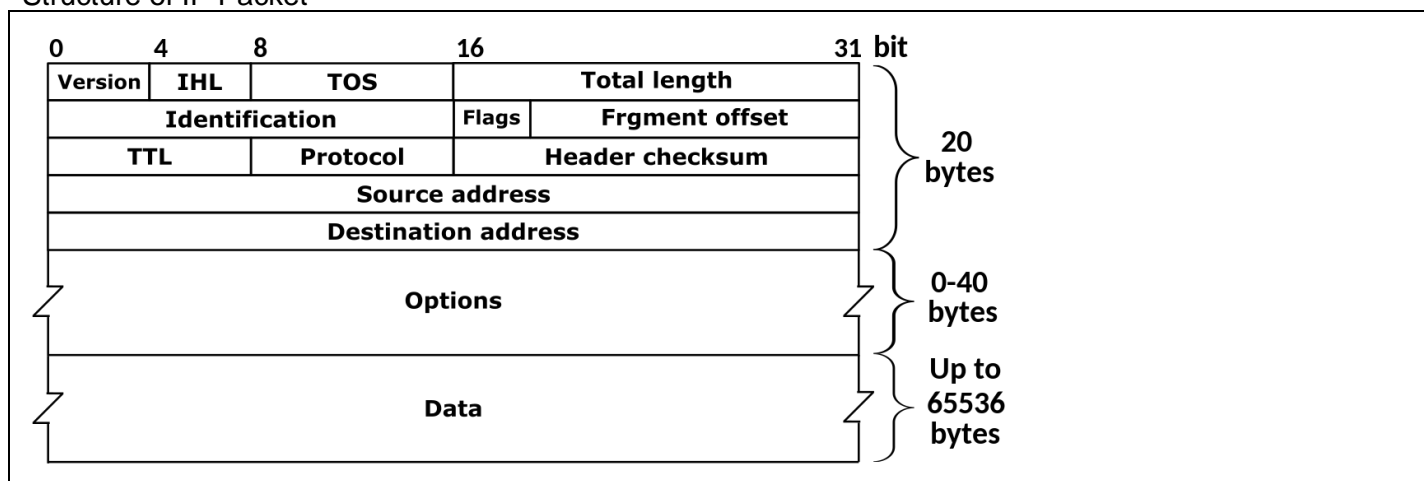 Structure of IP Packet
0 4 8 16 31 bit
Version IHL TOS Total length
Identification Flags Frgment offset
TTL Protocol Header checksum
Source address
Destination address
20
bytes
Options
0-40
bytes
Data
Up to
65536
bytes